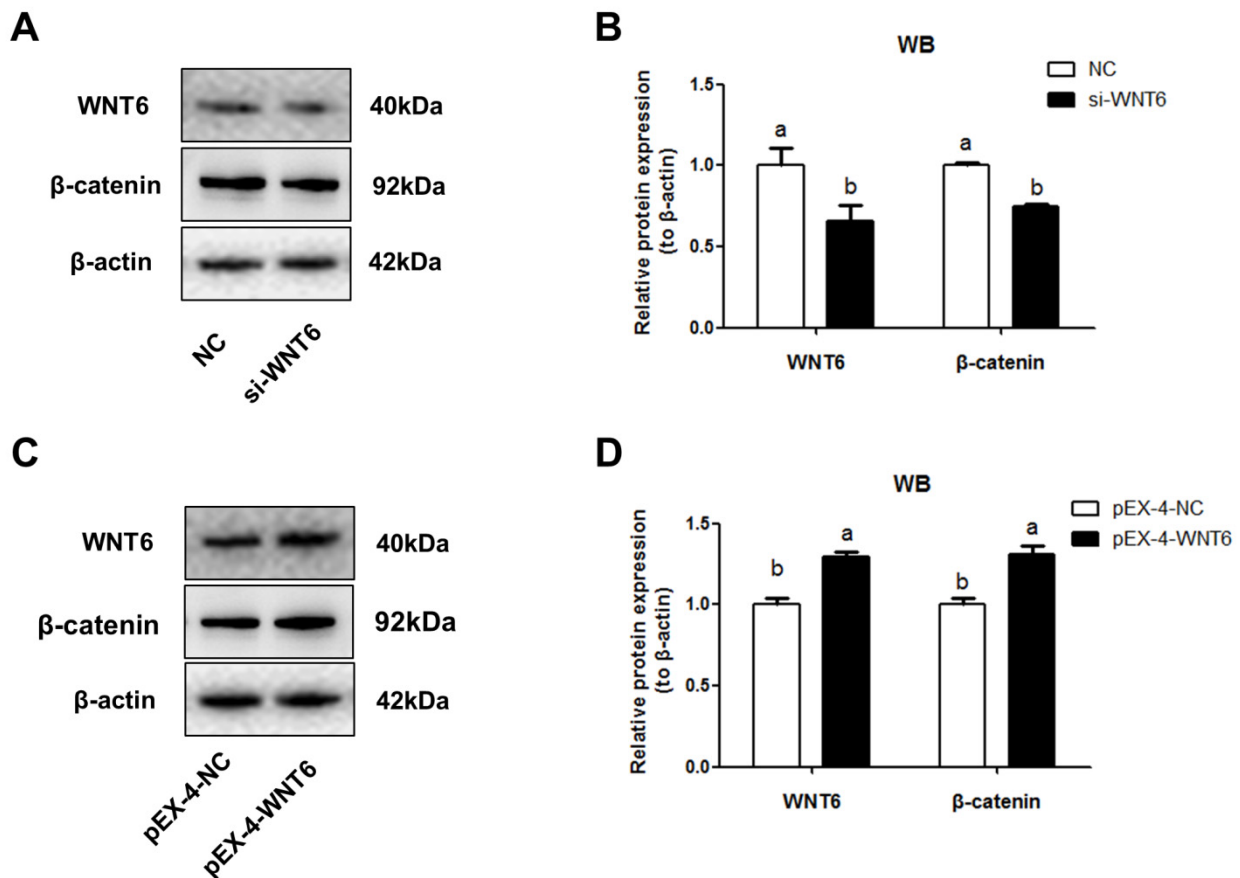 A
WNT6 40kDa
β-catenin 92kDa
β-actin 42kDa
NC si-WNT6
B
WB
NC
si-WNT6
Relative protein expression
(to β-actin)
1.5
1.0
0.5
0.0
a b a b
WNT6 β-catenin
C
WNT6 40kDa
β-catenin 92kDa
β-actin 42kDa
pEX-4-NC pEX-4-WNT6
D
WB
pEX-4-NC
pEX-4-WNT6
Relative protein expression
(to β-actin)
1.5
1.0
0.5
0.0
b a b a
WNT6 β-catenin